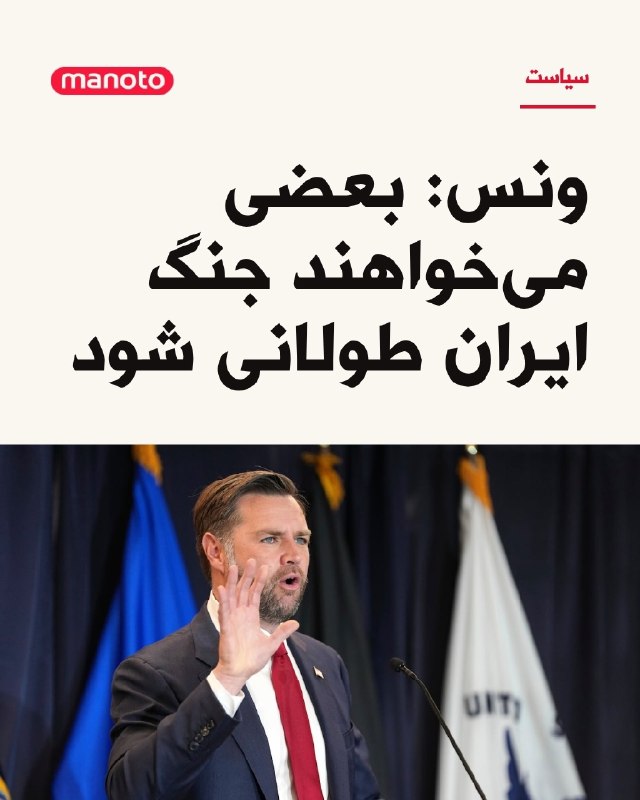 manoto
سیاست
ونس: بعضی
می‌خواهند جنگ
ایران طولانی شود